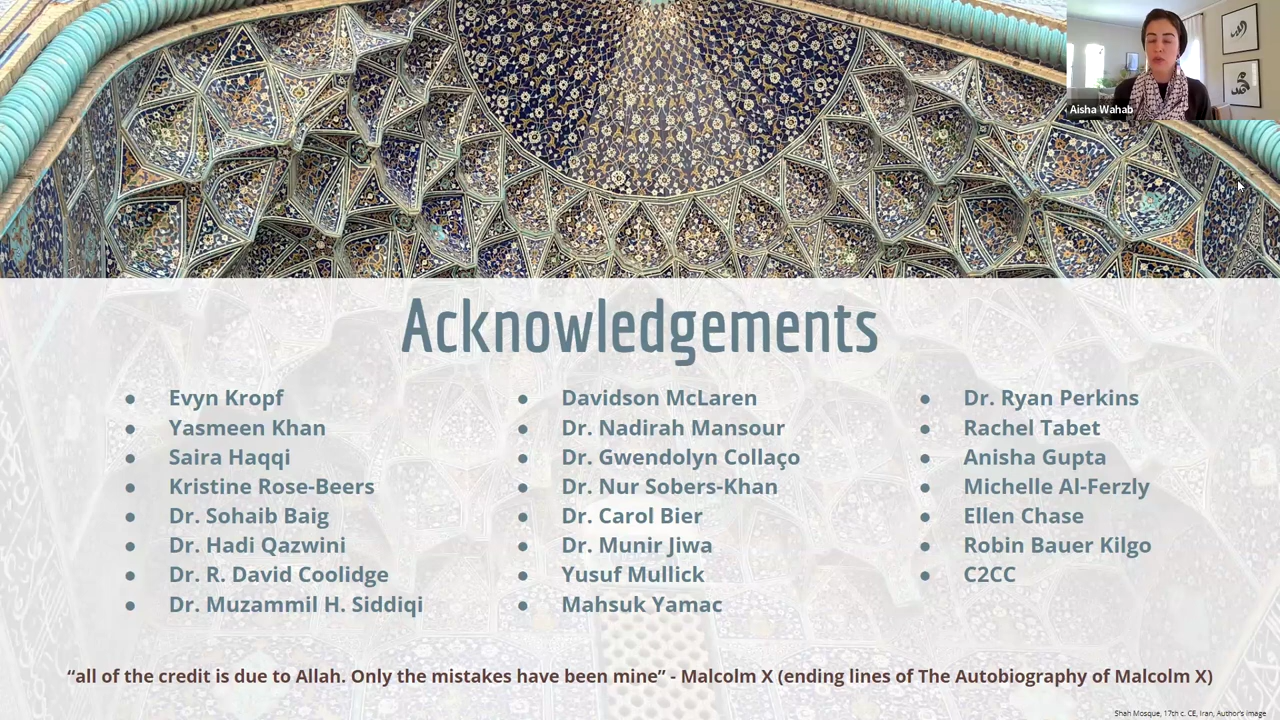 Aisha Wahab
Acknowledgements
● Evyn Kropf
● Yasmeen Khan
● Saira Haqqi
● Kristine Rose-Beers
● Dr. Sohaib Baig
● Dr. Hadi Qazwini
● Dr. R. David Coolidge
● Dr. Muzammil H. Siddiqi
● Davidson McLaren
● Dr. Nadirah Mansour
● Dr. Gwendolyn Collaço
● Dr. Nur Sobers-Khan
● Dr. Carol Bier
● Dr. Munir Jiwa
● Yusuf Mullick
● Mahsuk Yamac
● Dr. Ryan Perkins
● Rachel Tabet
● Anisha Gupta
● Michelle Al-Ferzly
● Ellen Chase
● Robin Bauer Kilgo
● C2CC
“all of the credit is due to Allah. Only the mistakes have been mine” - Malcolm X (ending lines of The Autobiography of Malcolm X)
Shah Mosque, 17th c. CE, Iran, Author's image